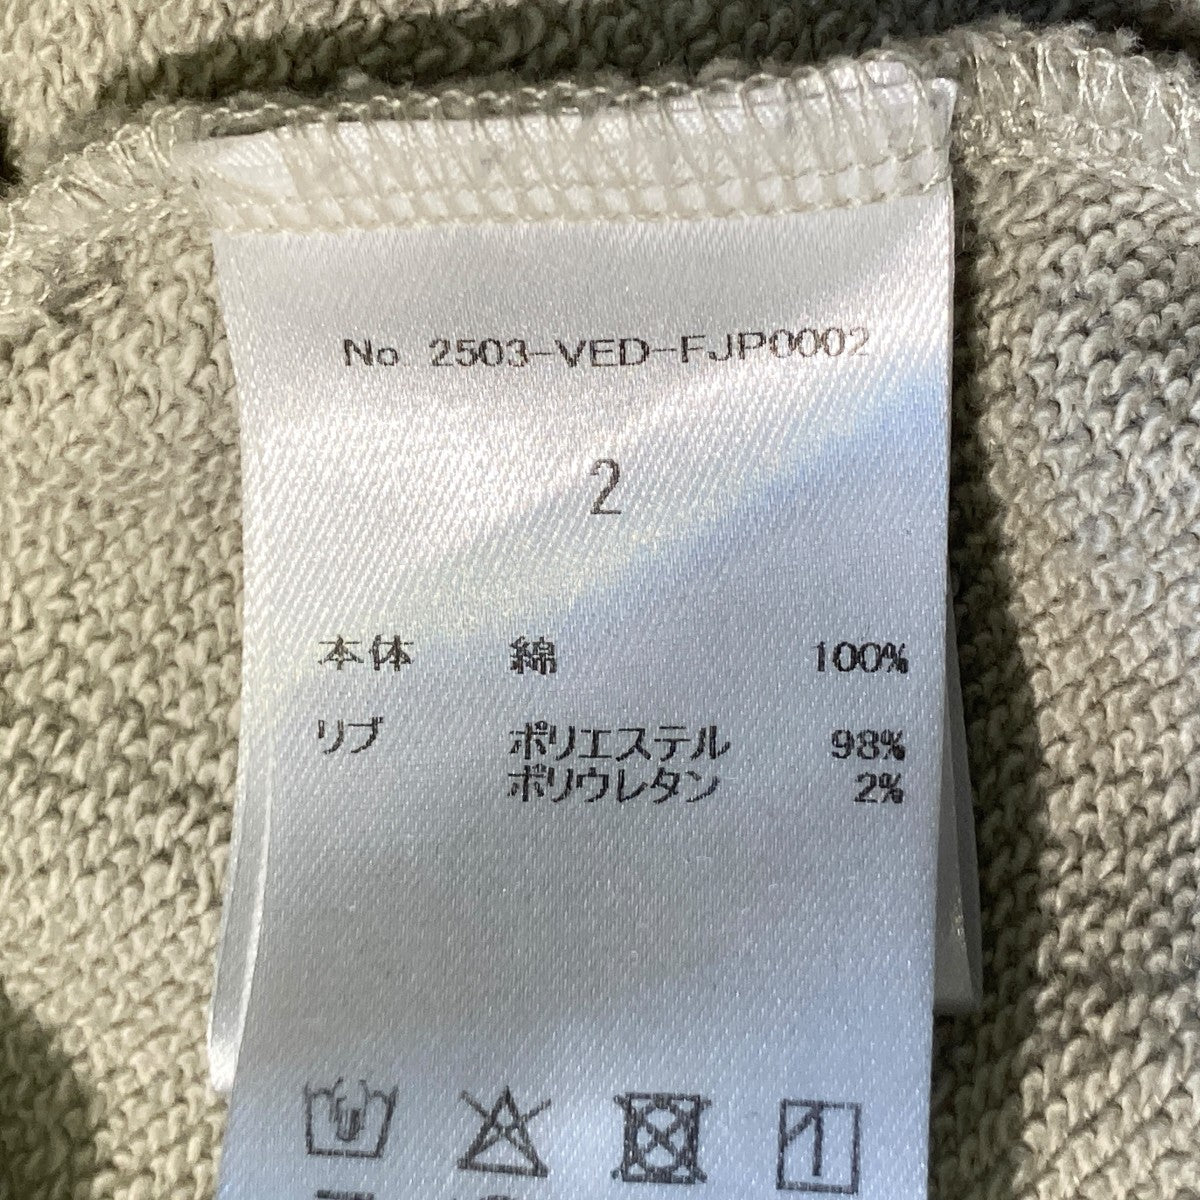 No 2503-VED-FJP0002
2
本体 綿 100%
リブ ポリエステル 98%
ポリウレタン 2%